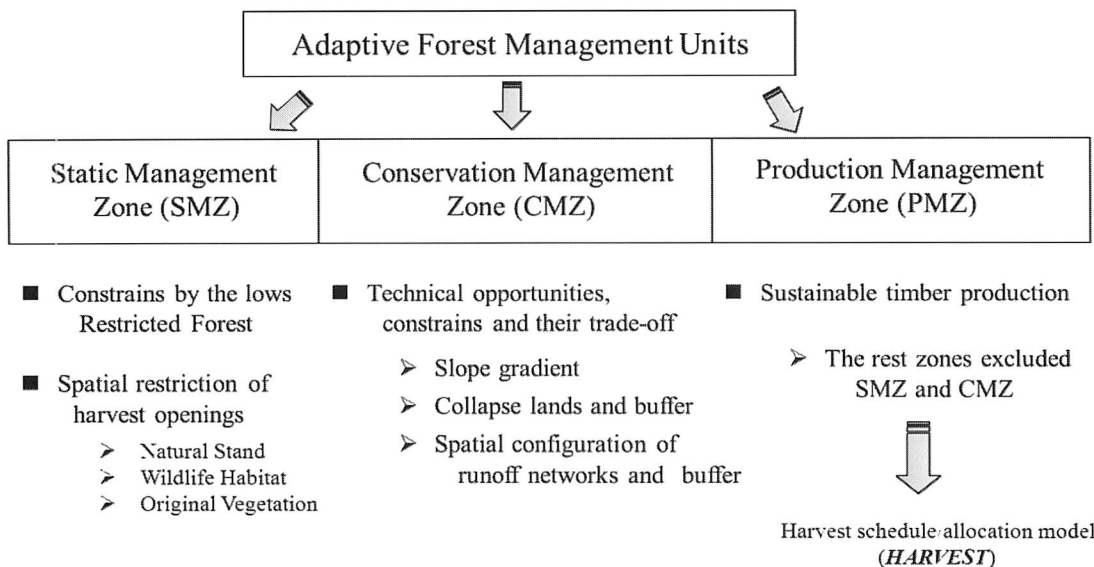 Adaptive Forest Management Units
Static Management
Zone (SMZ)
Conservation Management
Zone (CMZ)
Production Management
Zone (PMZ)
■ Constrains by the lows
Restricted Forest
■ Spatial restriction of
harvest openings
➢ Natural Stand
➢ Wildlife Habitat
➢ Original Vegetation
■ Technical opportunities,
constrains and their trade-off
➢ Slope gradient
➢ Collapse lands and buffer
➢ Spatial configuration of
runoff networks and buffer
■ Sustainable timber production
➢ The rest zones excluded
SMZ and CMZ
Harvest schedule/allocation model
(HARVEST)